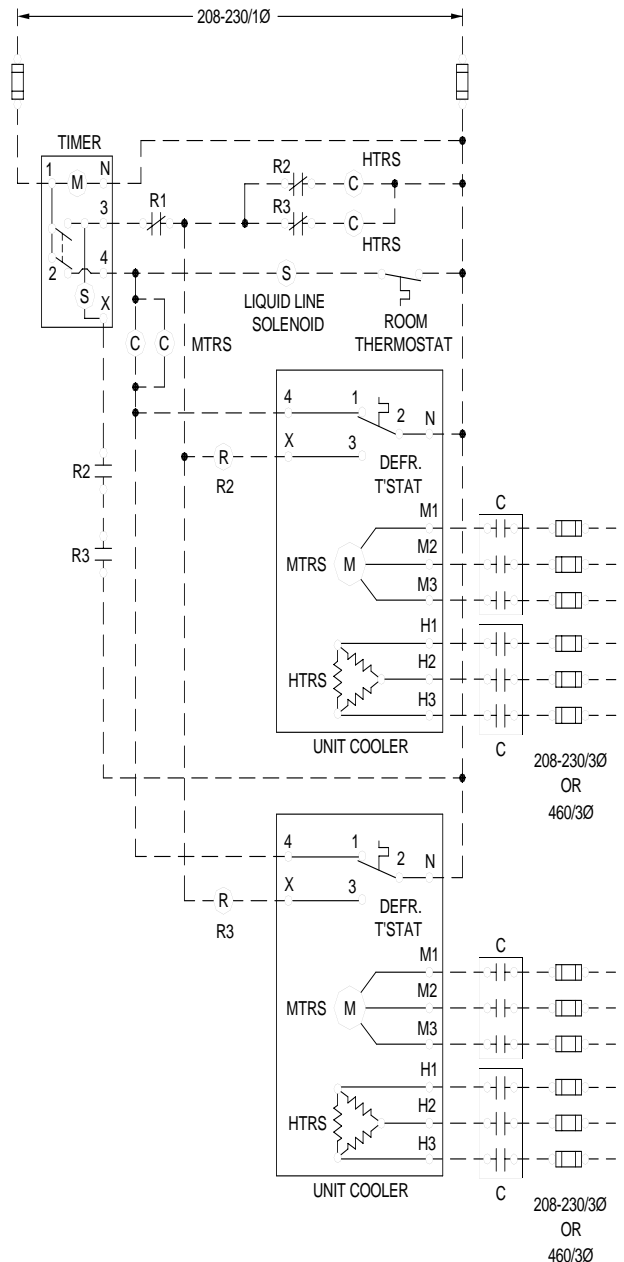 208-230/1Ø
TIMER
1
M
N
3
2
4
S
X
R1
R2
C
HTRS
R3
C
HTRS
S
LIQUID LINE
SOLENOID
ROOM
THERMOSTAT
C
C
MTRS
R2
R3
4
1
2
N
X
3
R
R2
DEFR.
T'STAT
M1
M2
M3
MTRS
M
H1
H2
H3
HTRS
UNIT COOLER
C
C
208-230/3Ø
OR
460/3Ø
4
1
2
N
X
3
R
R3
DEFR.
T'STAT
M1
M2
M3
MTRS
M
H1
H2
H3
HTRS
UNIT COOLER
C
C
208-230/3Ø
OR
460/3Ø